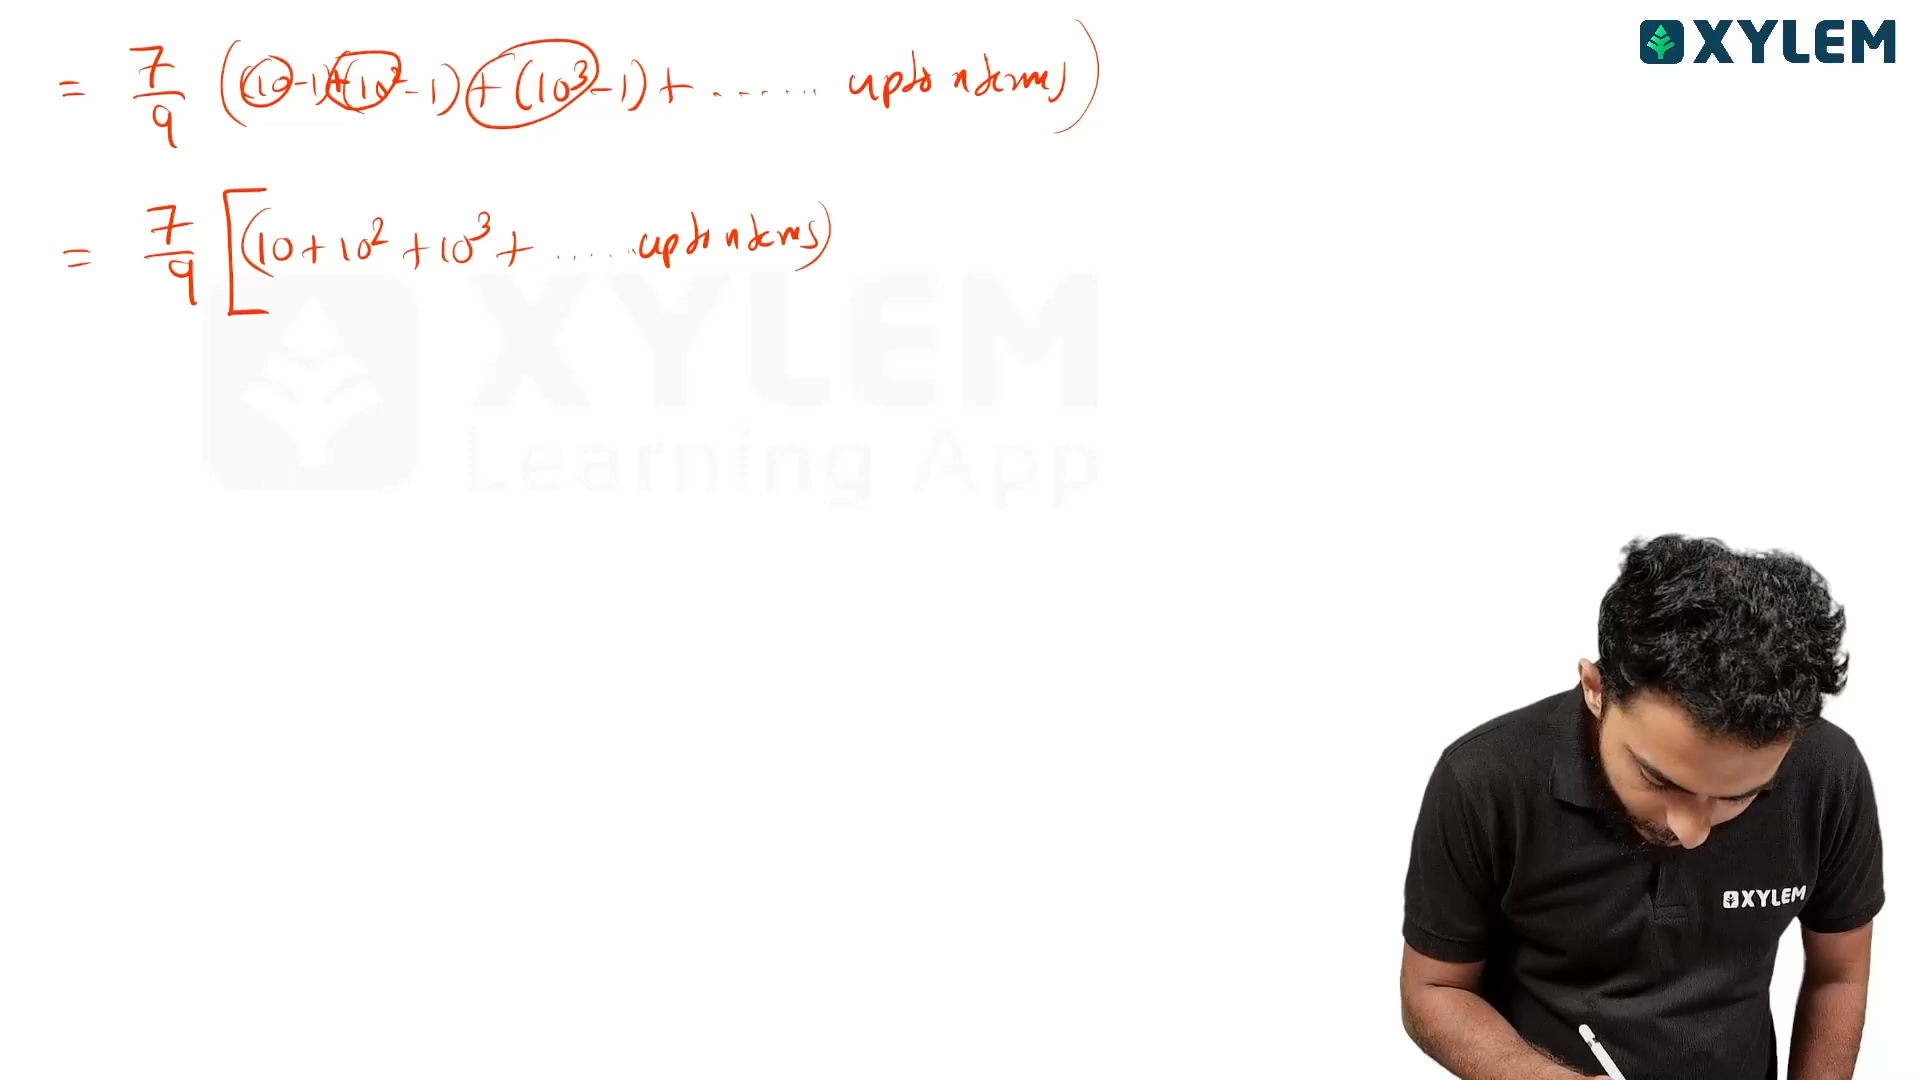 XYLEM
= 7/9 ((10-1)+(10²-1)+(10³-1)+ ...... upto n terms)
= 7/9 [(10+10²+10³+ ..... upto n terms)
XYLEM
Learning App
XYLEM